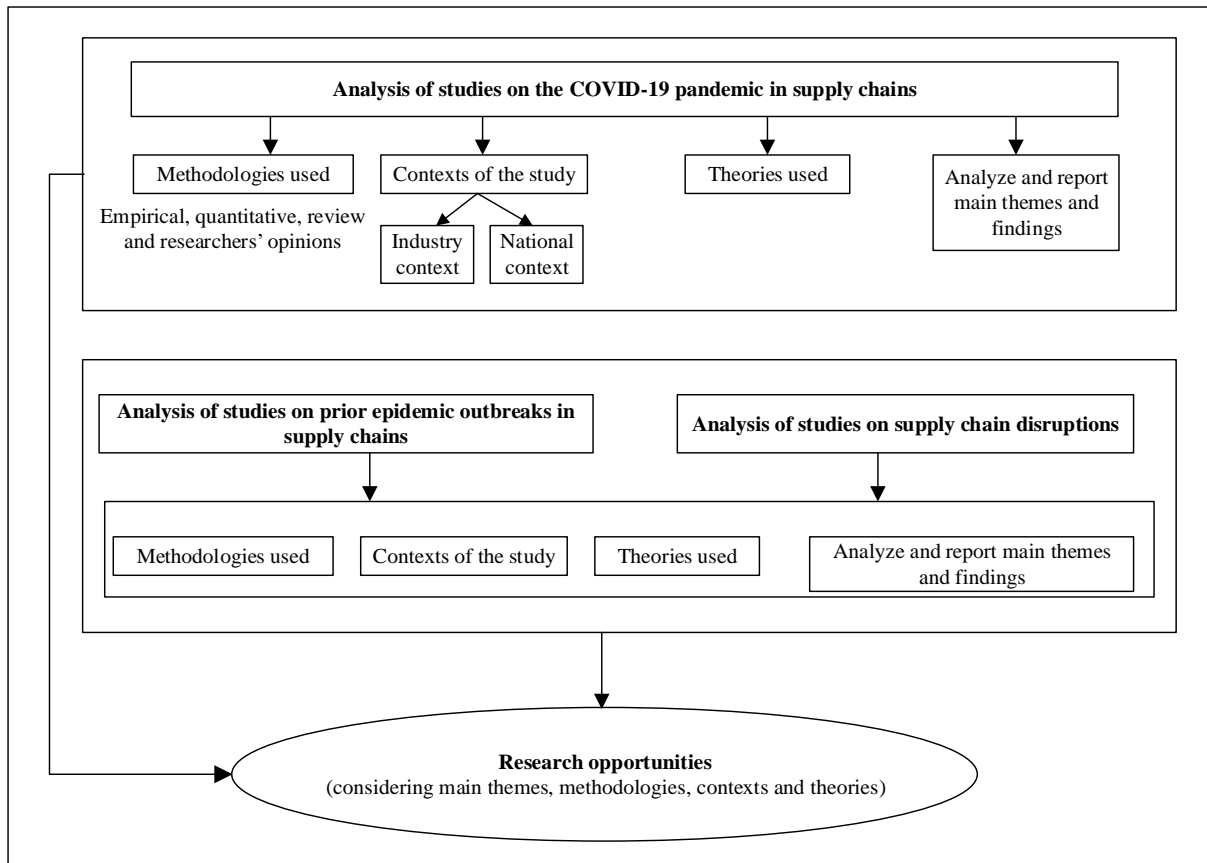 Analysis of studies on the COVID-19 pandemic in supply chains
Methodologies used
Empirical, quantitative, review
and researchers’ opinions
Contexts of the study
Industry
context
National
context
Theories used
Analyze and report
main themes and
findings
Analysis of studies on prior epidemic outbreaks in
supply chains
Analysis of studies on supply chain disruptions
Methodologies used
Contexts of the study
Theories used
Analyze and report main themes
and findings
Research opportunities
(considering main themes, methodologies, contexts and theories)